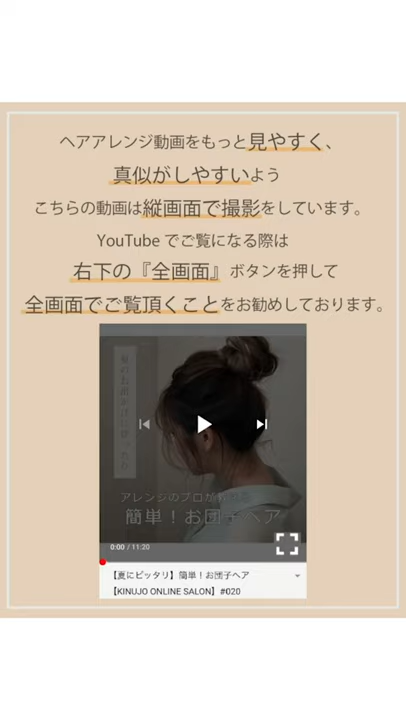 ヘアアレンジ動画をもっと見やすく、
真似がしやすいよう
こちらの動画は縦画面で撮影をしています。
YouTube でご覧になる際は
右下の『全画面』ボタンを押して
全画面でご覧頂くことをお勧めしております。
アレンジのプロが教える
簡単！お団子ヘア
0:00 / 11:20
【夏にピッタリ】簡単！お団子ヘア
【KINUJO ONLINE SALON】#020